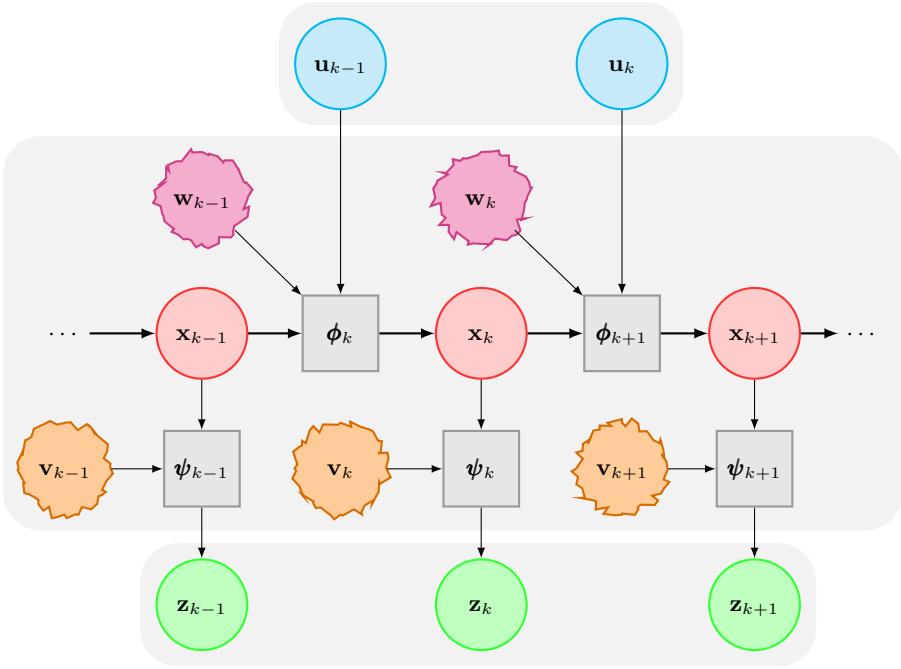 u_{k−1} u_k
w_{k−1} w_k
⋯ x_{k−1} ϕ_k x_k ϕ_{k+1} x_{k+1} ⋯
v_{k−1} ψ_{k−1} v_k ψ_k v_{k+1} ψ_{k+1}
z_{k−1} z_k z_{k+1}